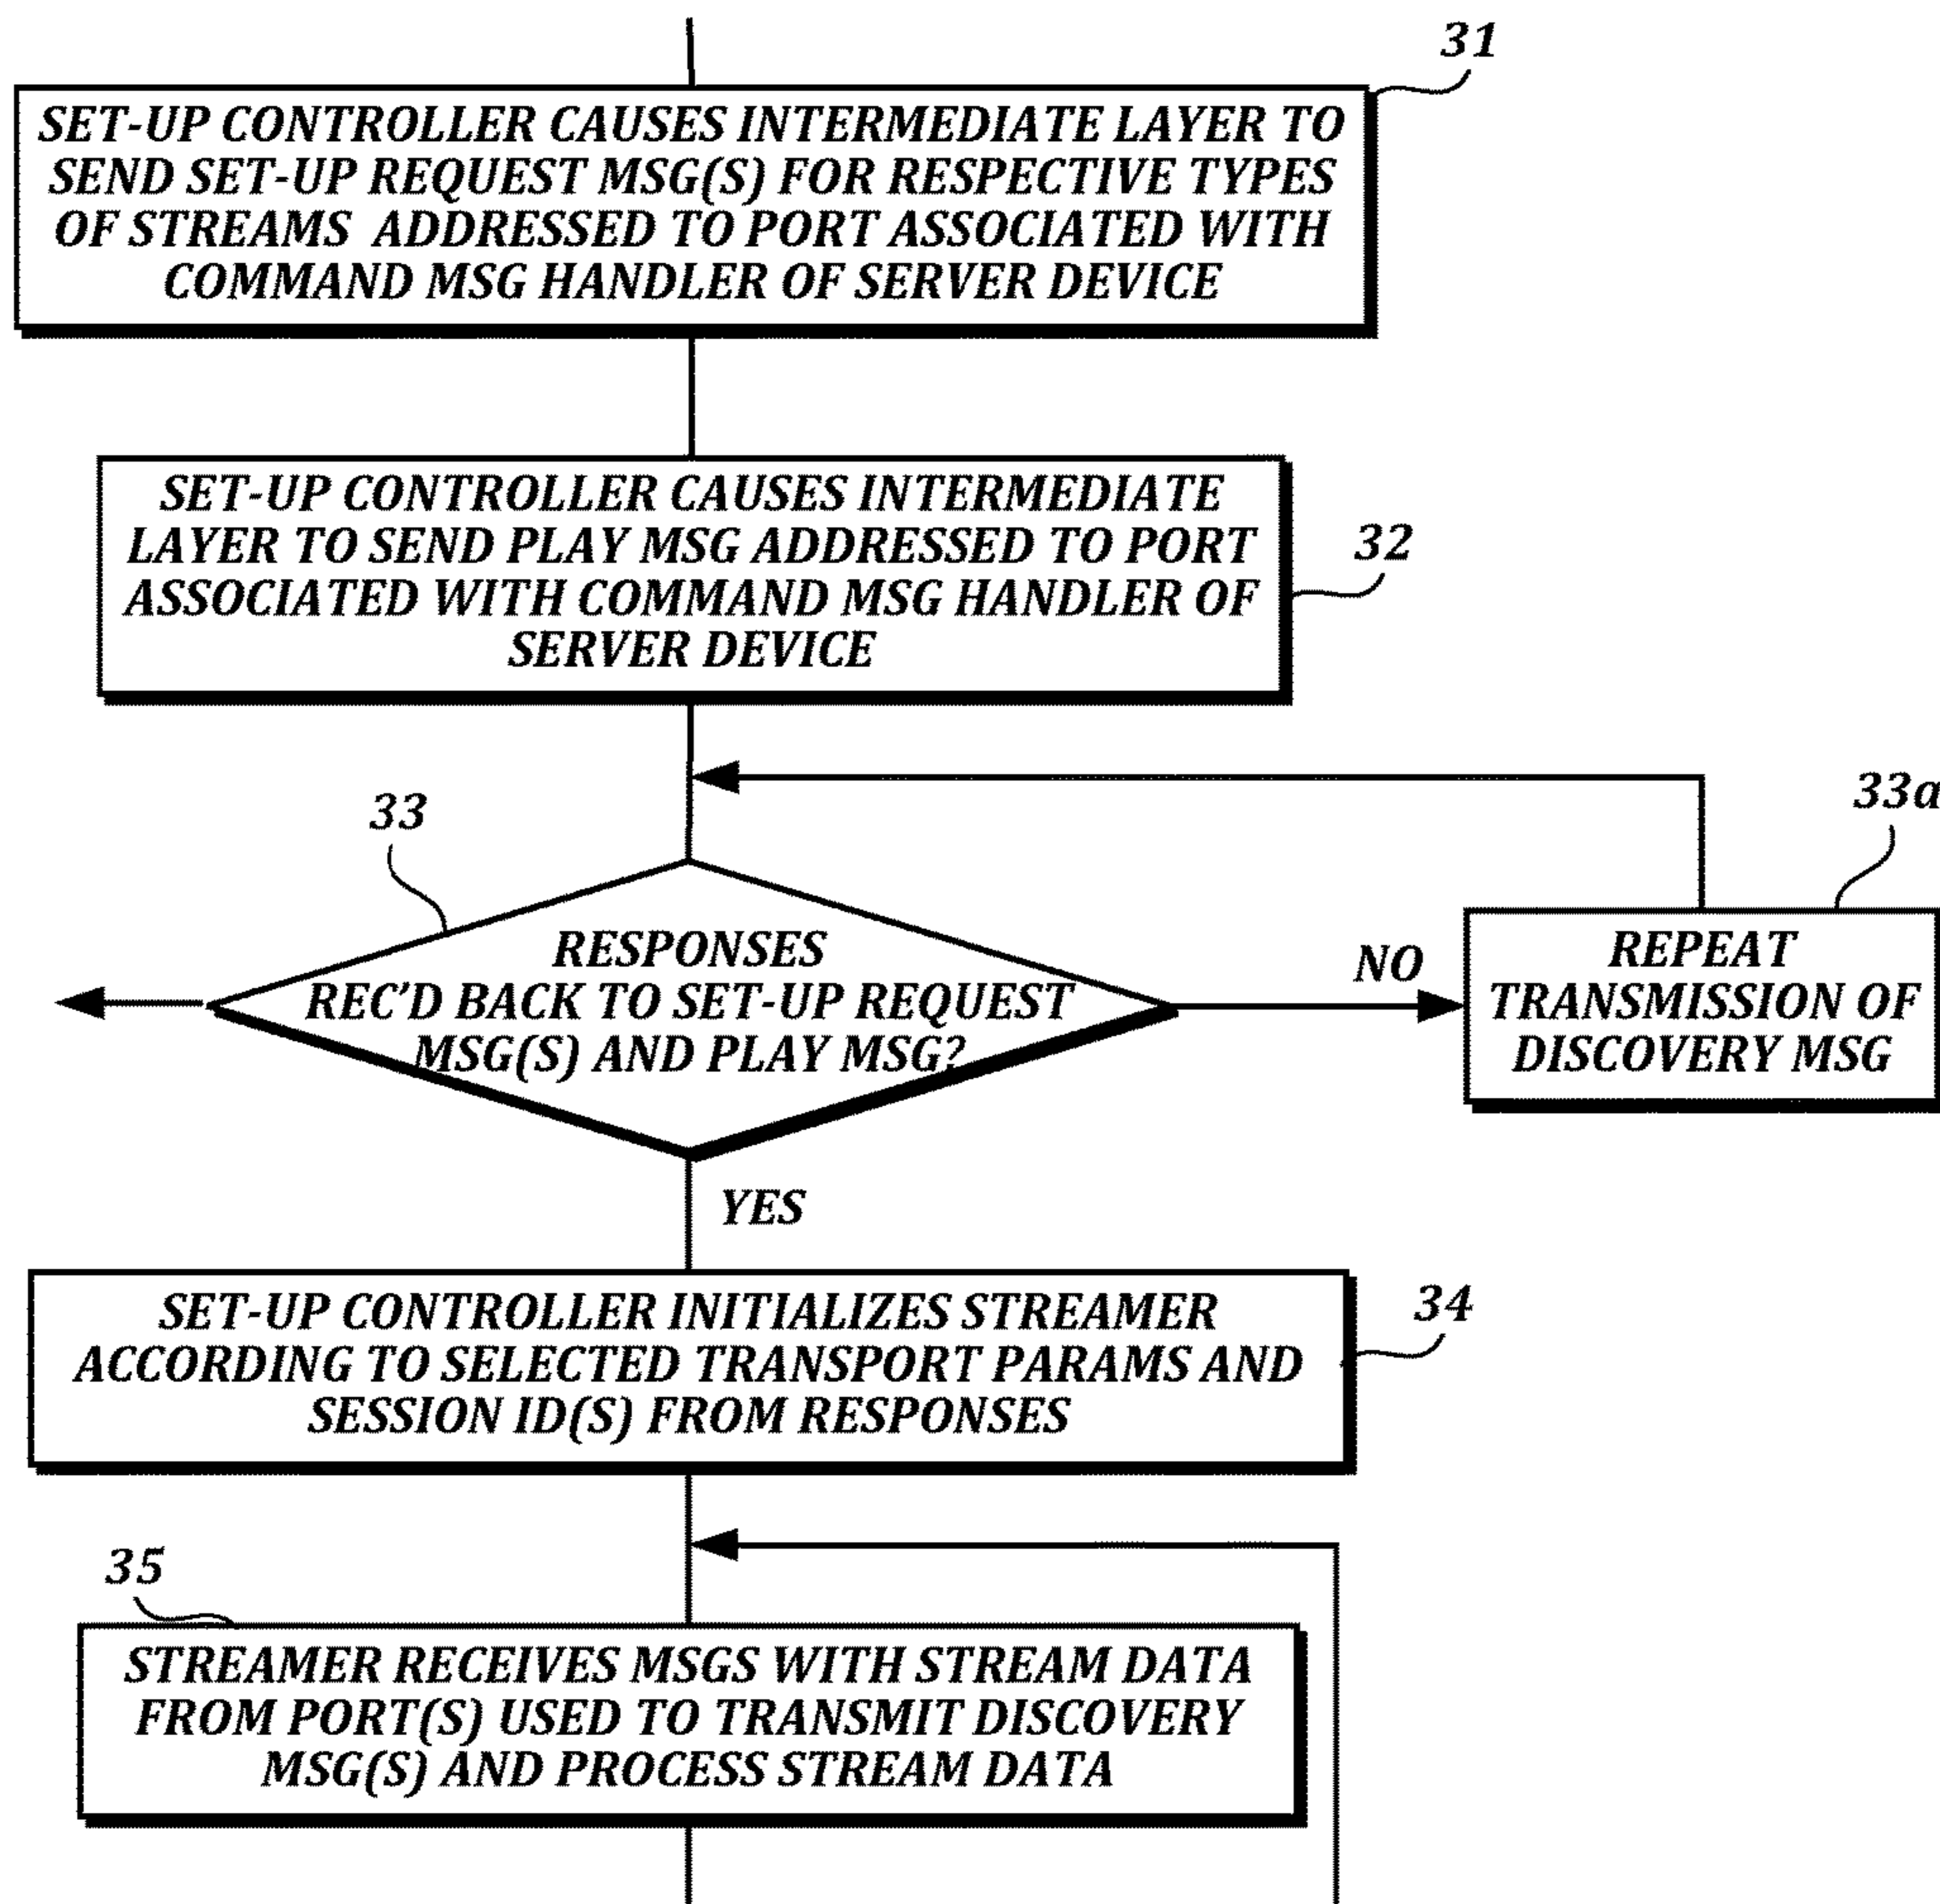 31
SET-UP CONTROLLER CAUSES INTERMEDIATE LAYER TO
SEND SET-UP REQUEST MSG(S) FOR RESPECTIVE TYPES
OF STREAMS ADDRESSED TO PORT ASSOCIATED WITH
COMMAND MSG HANDLER OF SERVER DEVICE
SET-UP CONTROLLER CAUSES INTERMEDIATE
LAYER TO SEND PLAY MSG ADDRESSED TO PORT
ASSOCIATED WITH COMMAND MSG HANDLER OF
SERVER DEVICE
32
33
33a
RESPONSES
REC'D BACK TO SET-UP REQUEST
MSG(S) AND PLAY MSG?
NO
REPEAT
TRANSMISSION OF
DISCOVERY MSG
YES
SET-UP CONTROLLER INITIALIZES STREAMER
ACCORDING TO SELECTED TRANSPORT PARAMS AND
SESSION ID(S) FROM RESPONSES
34
35
STREAMER RECEIVES MSGS WITH STREAM DATA
FROM PORT(S) USED TO TRANSMIT DISCOVERY
MSG(S) AND PROCESS STREAM DATA